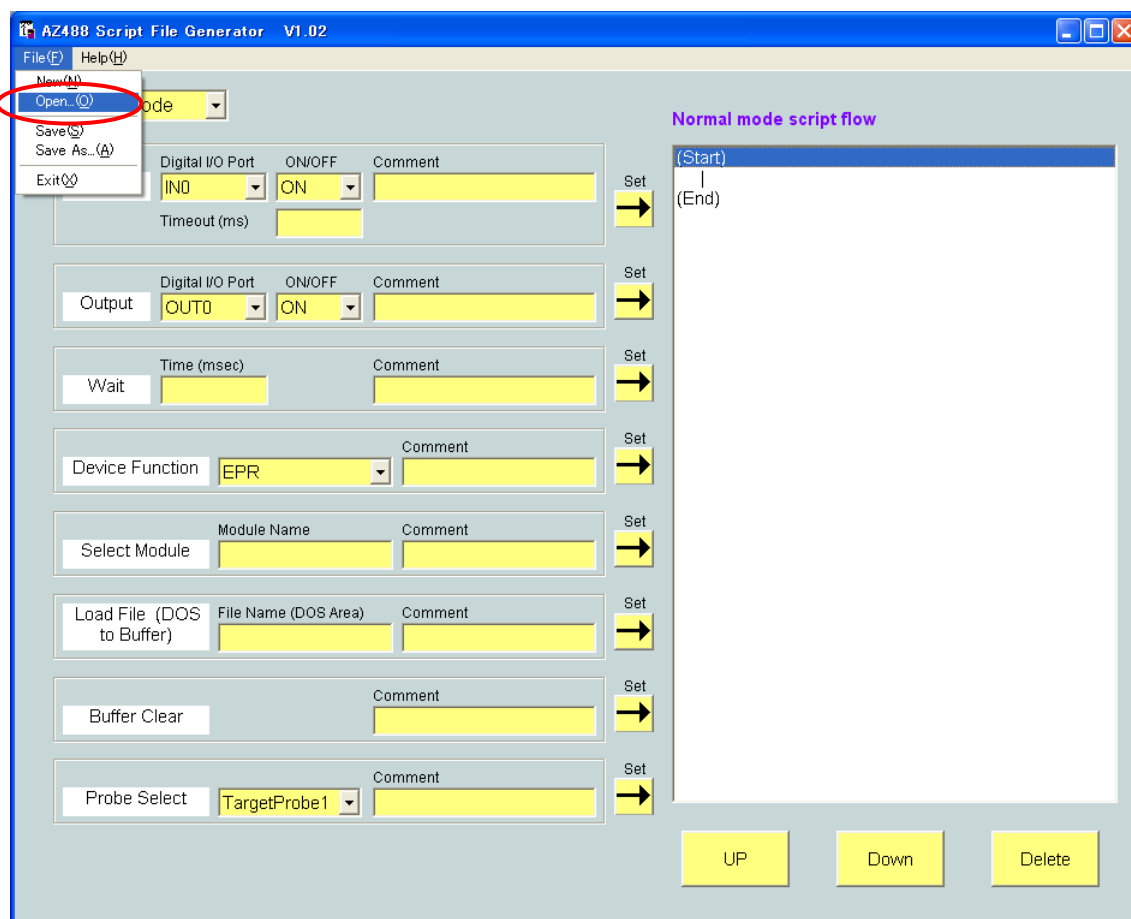 AZ488 Script File Generator V1.02
File(F) Help(H)
New(N)
Open...(O)
Save(S)
Save As...(A)
Exit(X)
ode
Normal mode script flow
Digital I/O Port ON/OFF Comment
IN0 ON
Timeout (ms)
Set
(Start)
|
(End)
Digital I/O Port ON/OFF Comment
Output OUT0 ON
Set
Time (msec) Comment
Wait
Set
Comment
Device Function EPR
Set
Module Name Comment
Select Module
Set
File Name (DOS Area) Comment
Load File (DOS
to Buffer)
Set
Comment
Buffer Clear
Set
Comment
Probe Select TargetProbe1
Set
UP Down Delete